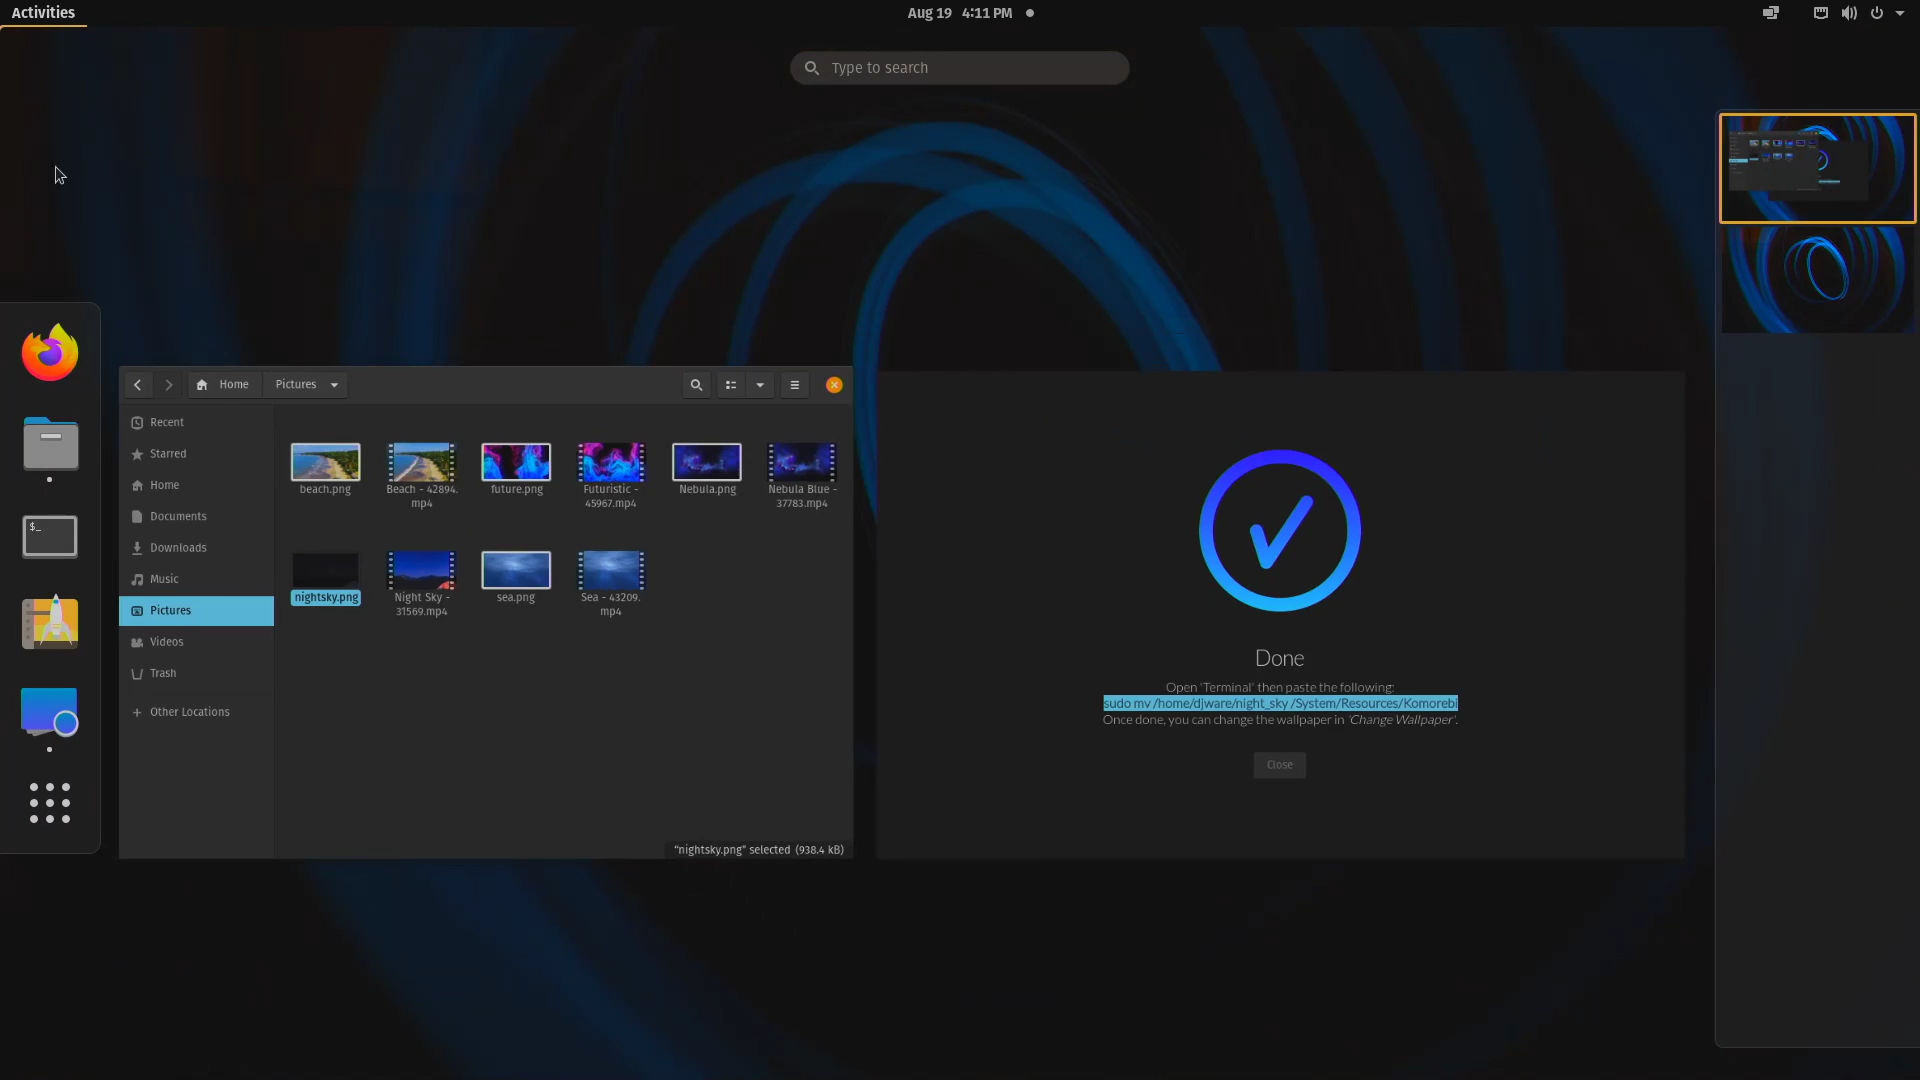 Activities
Aug 19 4:11 PM
Type to search
$_
Home
Pictures
Recent
Starred
Home
Documents
Downloads
Music
Pictures
Videos
Trash
Other Locations
beach.png
Beach - 42894.
mp4
future.png
Futuristic -
45967.mp4
Nebula.png
Nebula Blue -
37783.mp4
nightsky.png
Night Sky -
31569.mp4
sea.png
Sea - 43209.
mp4
"nightsky.png" selected (938.4 kB)
Done
Open 'Terminal' then paste the following:
sudo mv /home/djware/night_sky /System/Resources/Komorebi
Once done, you can change the wallpaper in 'Change Wallpaper'.
Close